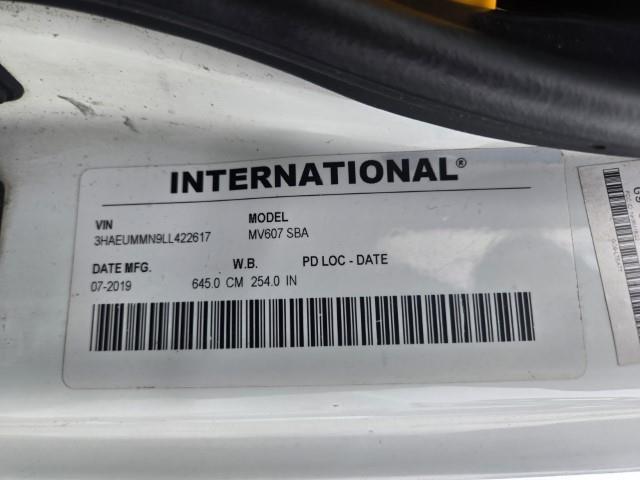 INTERNATIONAL®
VIN MODEL
3HAEUMMN9LL422617 MV607 SBA
DATE MFG. W.B. PD LOC - DATE
07-2019 645.0 CM 254.0 IN